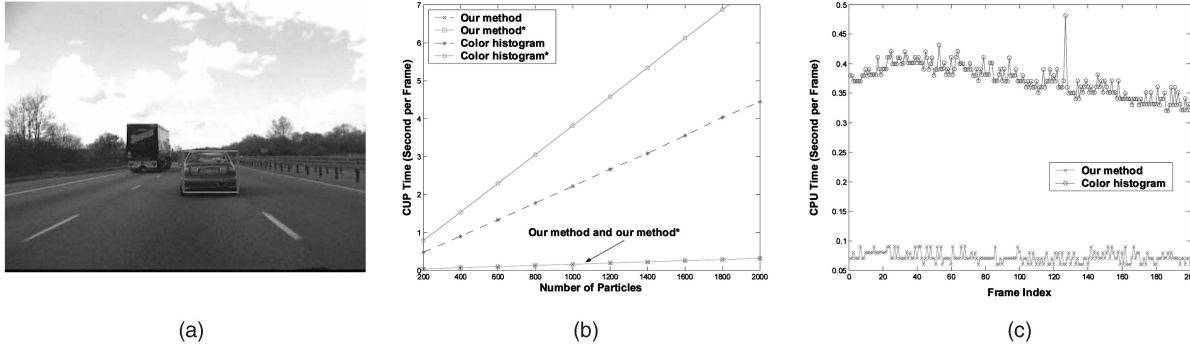 7
6
5
4
3
2
1
0
CUP Time (Second per Frame)
Our method
Our method*
Color histogram
Color histogram*
Our method and our method*
200 400 600 800 1000 1200 1400 1600 1800 2000
Number of Particles
0.5
0.45
0.4
0.35
0.3
0.25
0.2
0.15
0.1
0.05
CPU Time (Second per Frame)
Our method
Color histogram
0 20 40 60 80 100 120 140 160 180 200
Frame Index
(a) (b) (c)